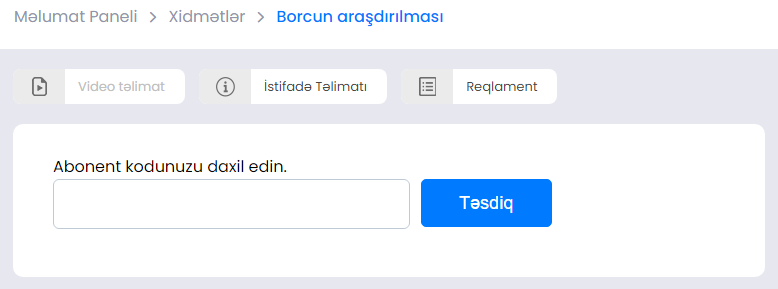 Məlumat Paneli > Xidmətlər > Borcun araşdırılması
Video təlimat İstifadə Təlimatı Reqlament
Abonent kodunuzu daxil edin.
Təsdiq